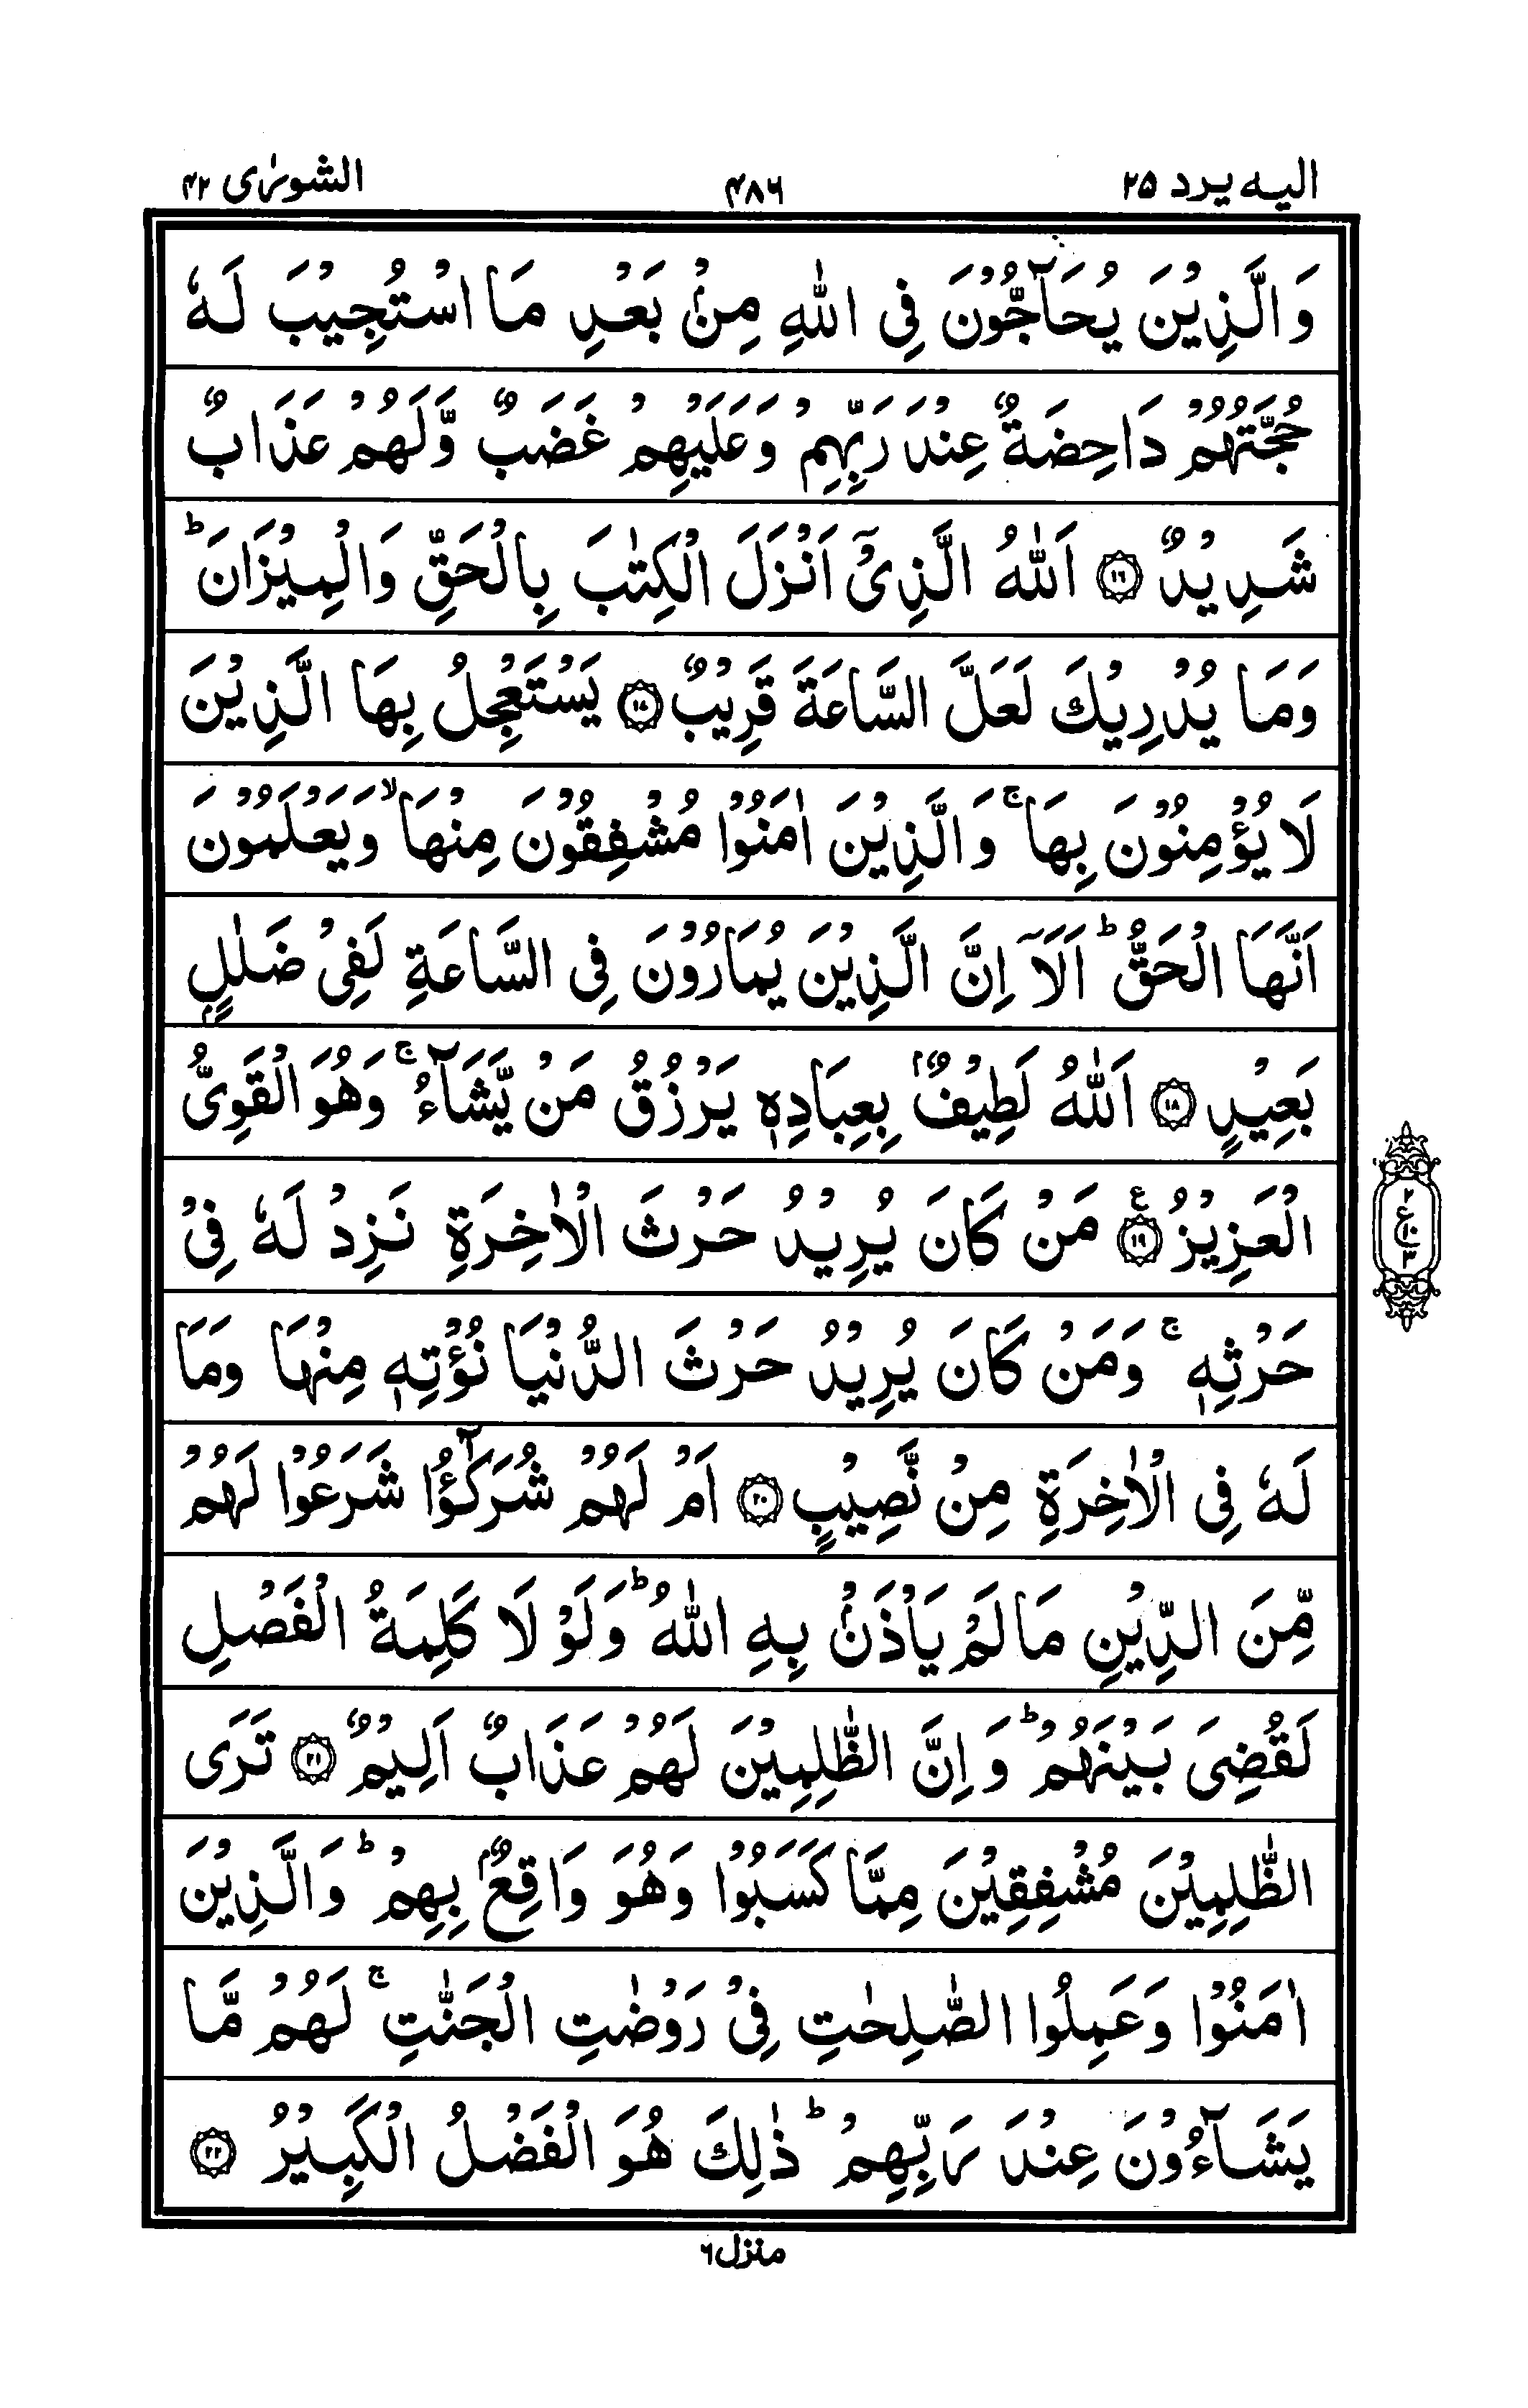 اليه يرد ٢٥
٤٨٦
الشورٰى ٤٢
وَالَّذِيْنَ يُحَآجُّوْنَ فِى اللّٰهِ مِنْۢ بَعْدِ مَا اسْتُجِيْبَ لَهٗ
حُجَّتُهُمْ دَاحِضَةٌ عِنْدَ رَبِّهِمْ وَعَلَيْهِمْ غَضَبٌ وَّلَهُمْ عَذَابٌ
شَدِيْدٌ ﴿١٦﴾ اَللّٰهُ الَّذِىْٓ اَنْزَلَ الْكِتٰبَ بِالْحَقِّ وَالْمِيْزَانَ ؕ
وَمَا يُدْرِيْكَ لَعَلَّ السَّاعَةَ قَرِيْبٌ ﴿١٧﴾ يَسْتَعْجِلُ بِهَا الَّذِيْنَ
لَا يُؤْمِنُوْنَ بِهَا ۚ وَالَّذِيْنَ اٰمَنُوْا مُشْفِقُوْنَ مِنْهَا ۙ وَيَعْلَمُوْنَ
اَنَّهَا الْحَقُّ ؕ اَلَاۤ اِنَّ الَّذِيْنَ يُمَارُوْنَ فِى السَّاعَةِ لَفِىْ ضَلٰلٍۭ
بَعِيْدٍ ﴿١٨﴾ اَللّٰهُ لَطِيْفٌۢ بِعِبَادِهٖ يَرْزُقُ مَنْ يَّشَآءُ ۚ وَهُوَ الْقَوِىُّ
الْعَزِيْزُ ﴿١٩﴾ ع مَنْ كَانَ يُرِيْدُ حَرْثَ الْاٰخِرَةِ نَزِدْ لَهٗ فِىْ
حَرْثِهٖ ۚ وَمَنْ كَانَ يُرِيْدُ حَرْثَ الدُّنْيَا نُؤْتِهٖ مِنْهَا وَمَا
لَهٗ فِى الْاٰخِرَةِ مِنْ نَّصِيْبٍ ﴿٢٠﴾ اَمْ لَهُمْ شُرَكٰٓؤُا شَرَعُوْا لَهُمْ
مِّنَ الدِّيْنِ مَا لَمْ يَاْذَنْۢ بِهِ اللّٰهُ ؕ وَلَوْ لَا كَلِمَةُ الْفَصْلِ
لَقُضِىَ بَيْنَهُمْ ؕ وَاِنَّ الظّٰلِمِيْنَ لَهُمْ عَذَابٌ اَلِيْمٌ ﴿٢١﴾ تَرَى
الظّٰلِمِيْنَ مُشْفِقِيْنَ مِمَّا كَسَبُوْا وَهُوَ وَاقِعٌۢ بِهِمْ ؕ وَالَّذِيْنَ
اٰمَنُوْا وَعَمِلُوا الصّٰلِحٰتِ فِىْ رَوْضٰتِ الْجَنّٰتِ ۚ لَهُمْ مَّا
يَشَآءُوْنَ عِنْدَ رَبِّهِمْ ؕ ذٰلِكَ هُوَ الْفَضْلُ الْكَبِيْرُ ﴿٢٢﴾
٢
ع ١٠
٣
منزل ٦